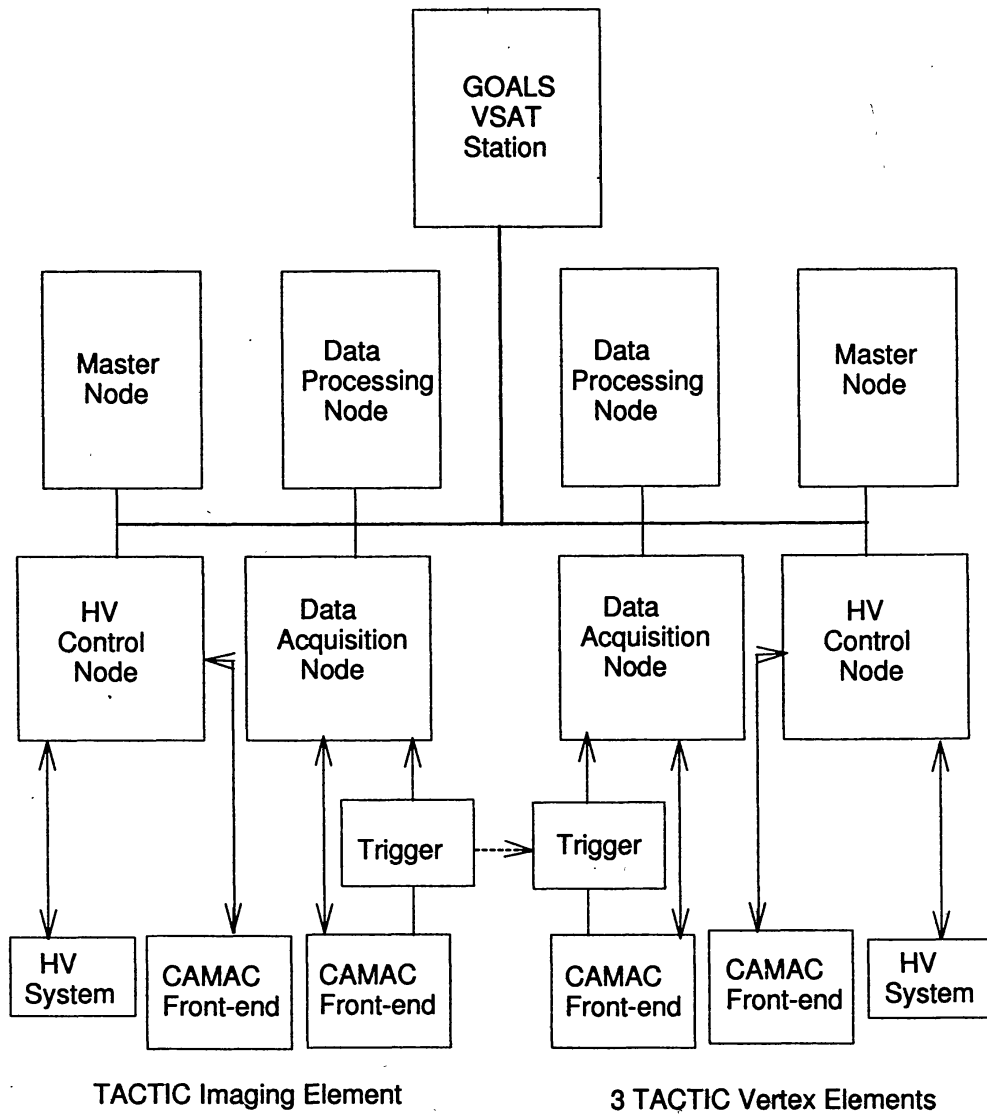 GOALS
VSAT
Station
Master
Node
Data
Processing
Node
Data
Processing
Node
Master
Node
HV
Control
Node
Data
Acquisition
Node
Data
Acquisition
Node
HV
Control
Node
Trigger
Trigger
HV
System
CAMAC
Front-end
CAMAC
Front-end
CAMAC
Front-end
CAMAC
Front-end
HV
System
TACTIC Imaging Element
3 TACTIC Vertex Elements